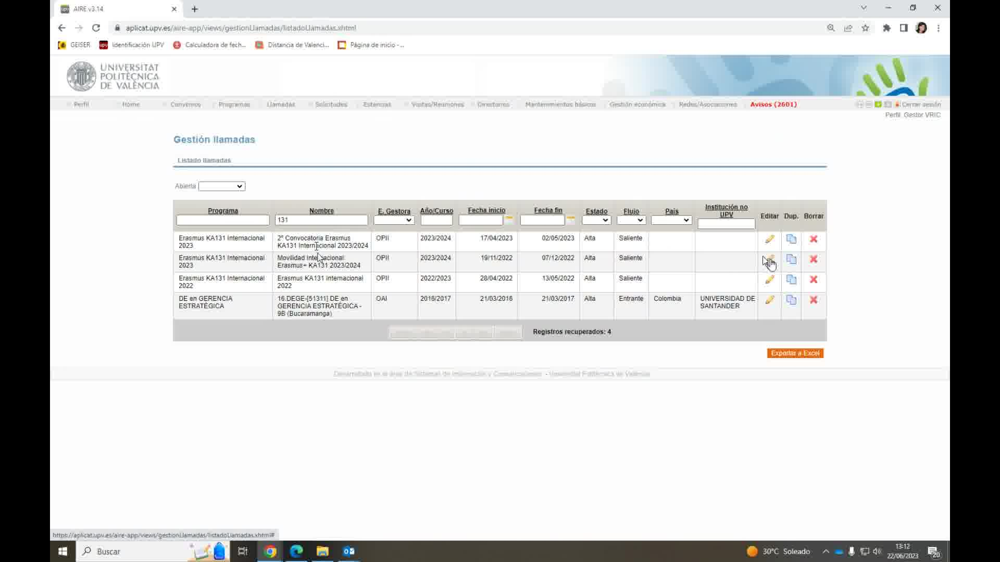 AIRE v3.14
aplicat.upv.es/aire-app/views/gestionLlamadas/listadoLlamadas.xhtml
GEISER Identificación UPV Calculadora de fech... Distancia de Valenci... Página de inicio -...
UNIVERSITAT
POLITÈCNICA
DE VALÈNCIA
Perfil Home Convenios Programas Llamadas Solicitudes Estancias Visitas/Reuniones Directorios Mantenimientos básicos Gestión económica Redes/Asociaciones Avisos (2601) Cerrar sesión
Perfil: Gestor VRIC
Gestión llamadas
Listado llamadas
Abierta
Programa Nombre E. Gestora Año/Curso Fecha inicio Fecha fin Estado Flujo País Institución no UPV Editar Dup. Borrar
131
Erasmus KA131 Internacional 2023 2ª Convocatoria Erasmus KA131 Internacional 2023/2024 OPII 2023/2024 17/04/2023 02/05/2023 Alta Saliente
Erasmus KA131 Internacional 2023 Movilidad Internacional Erasmus+ KA131 2023/2024 OPII 2023/2024 19/11/2022 07/12/2022 Alta Saliente
Erasmus KA131 Internacional 2022 Erasmus KA131 Internacional 2022 OPII 2022/2023 28/04/2022 13/05/2022 Alta Saliente
DE en GERENCIA ESTRATÉGICA 16.DEGE-[51311] DE en GERENCIA ESTRATÉGICA - 9B (Bucaramanga) OAI 2016/2017 21/03/2016 21/03/2017 Alta Entrante Colombia UNIVERSIDAD DE SANTANDER
Registros recuperados: 4
Exportar a Excel
Desarrollado en el área de Sistemas de Información y Comunicaciones - Universitat Politècnica de València
https://aplicat.upv.es/aire-app/views/gestionLlamadas/listadoLlamadas.xhtml#
Buscar
30°C Soleado
13:12
22/06/2023
20